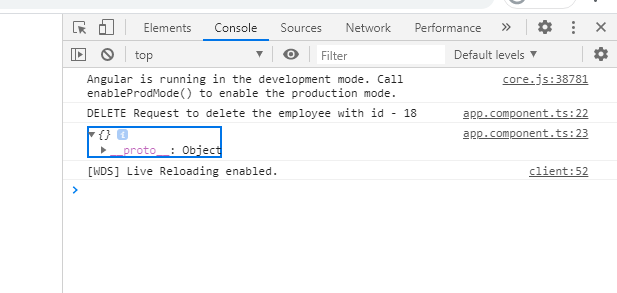 Elements Console Sources Network Performance »
top Filter Default levels
Angular is running in the development mode. Call core.js:38781
enableProdMode() to enable the production mode.
DELETE Request to delete the employee with id - 18 app.component.ts:22
{} i app.component.ts:23
__proto__: Object
[WDS] Live Reloading enabled. client:52
>